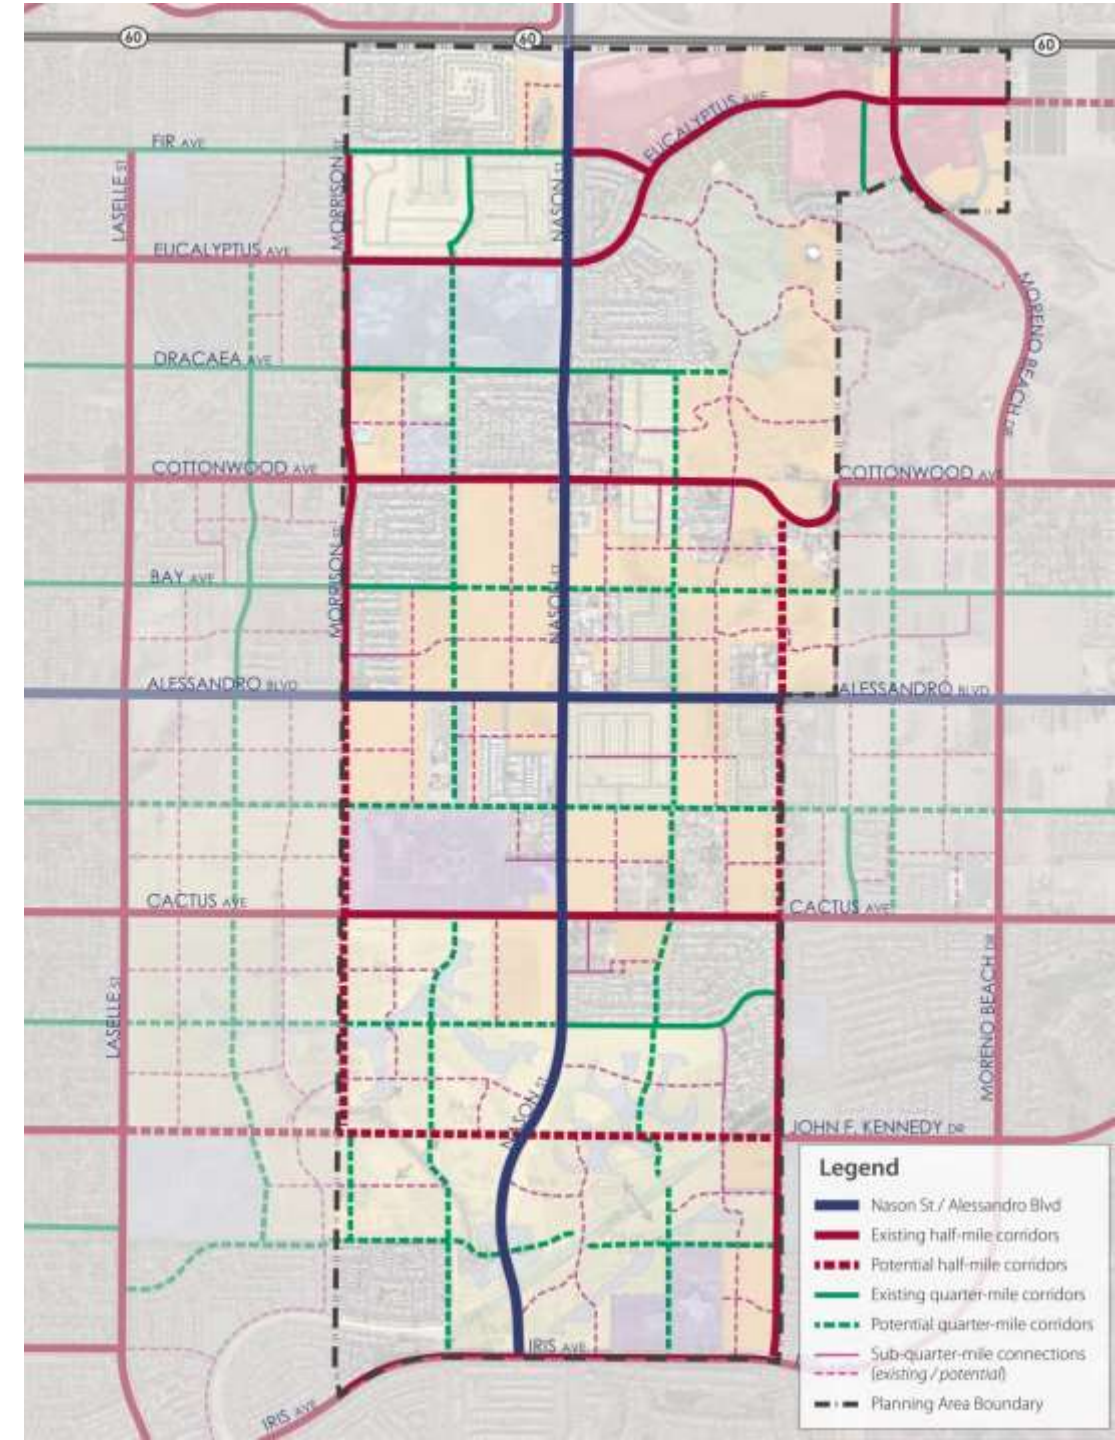 60
60
60
FIR AVE
EUCALYPTUS AVE
LASELLE ST
MORRISON ST
NASON ST
EUCALYPTUS AVE
MORENO BEACH DR
DRACAEA AVE
COTTONWOOD AVE
COTTONWOOD AVE
MORRISON ST
NASON ST
BAY AVE
ALESSANDRO BLVD
ALESSANDRO BLVD
CACTUS AVE
CACTUS AVE
LASELLE ST
MORENO BEACH DR
NASON ST
JOHN F. KENNEDY DR
IRIS AVE
IRIS AVE
Legend
Nason St / Alessandro Blvd
Existing half-mile corridors
Potential half-mile corridors
Existing quarter-mile corridors
Potential quarter-mile corridors
Sub-quarter-mile connections
(existing / potential)
Planning Area Boundary